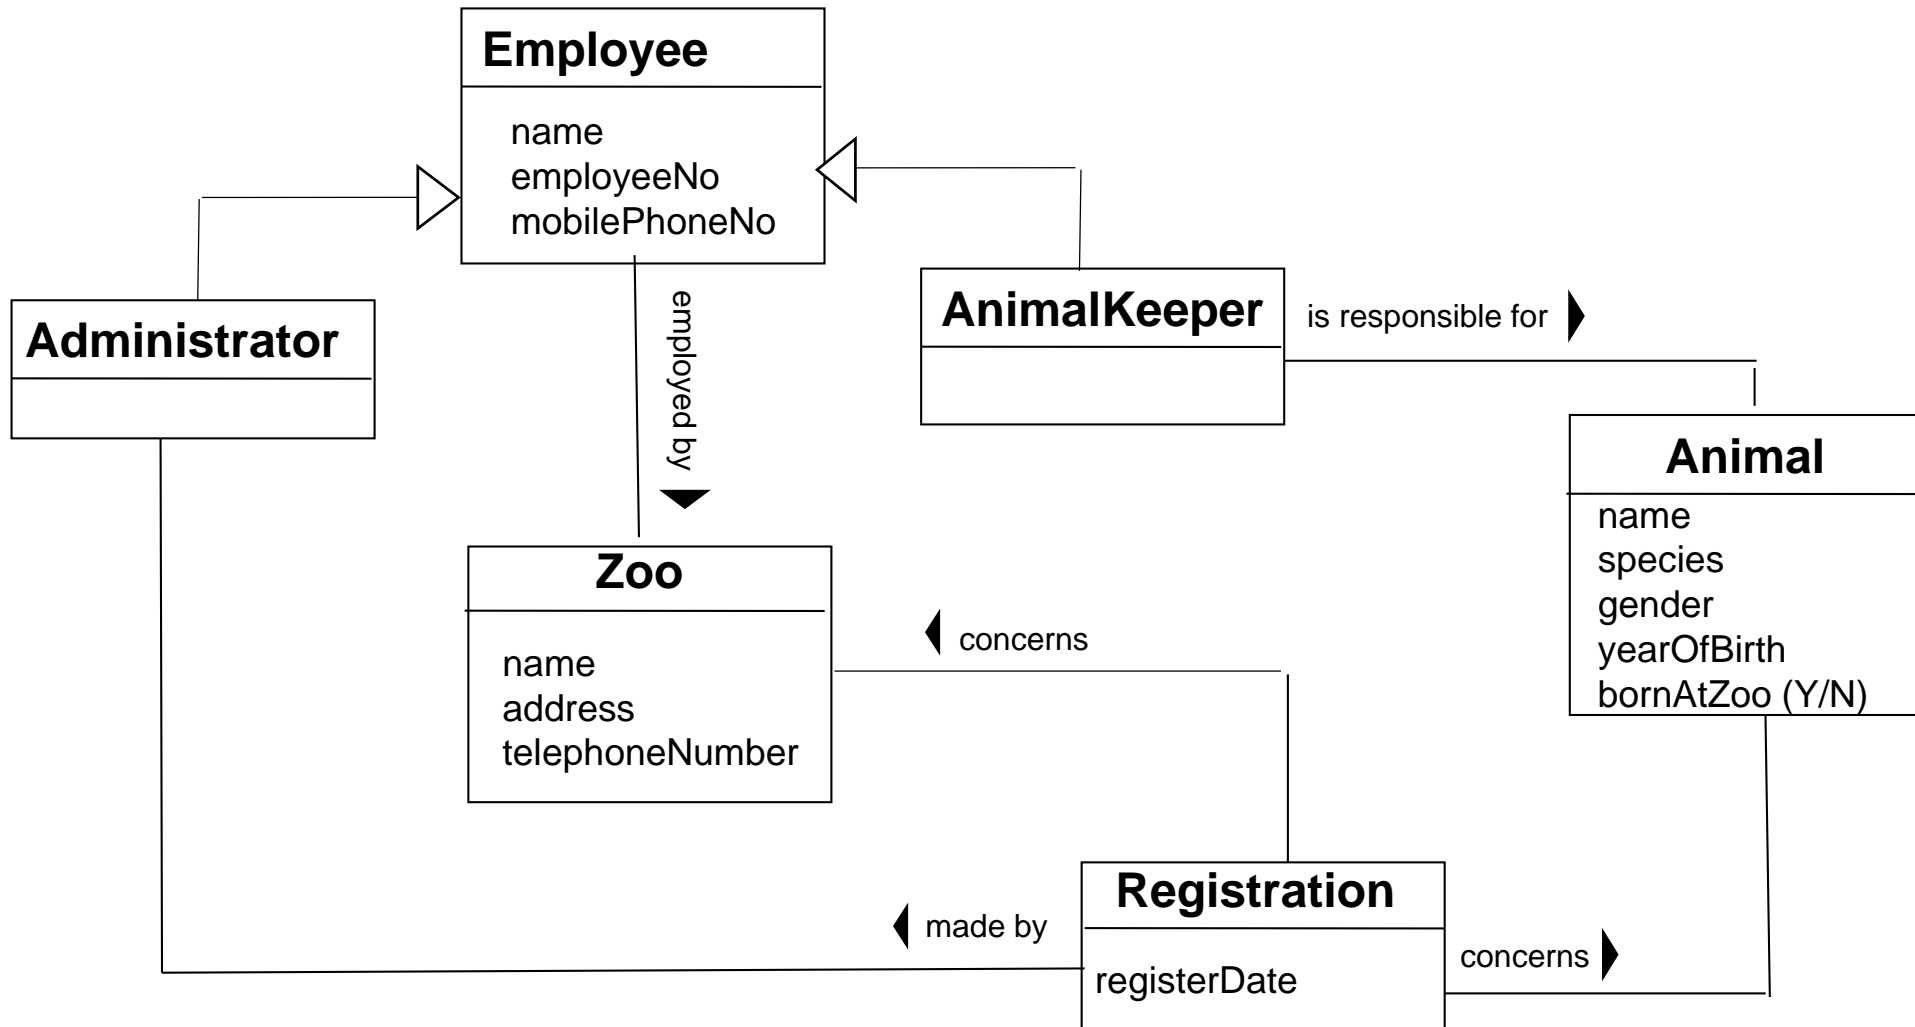 Employee
name
employeeNo
mobilePhoneNo
Administrator
employed by
AnimalKeeper
is responsible for
Animal
name
species
gender
yearOfBirth
bornAtZoo (Y/N)
Zoo
name
address
telephoneNumber
concerns
Registration
registerDate
made by
concerns